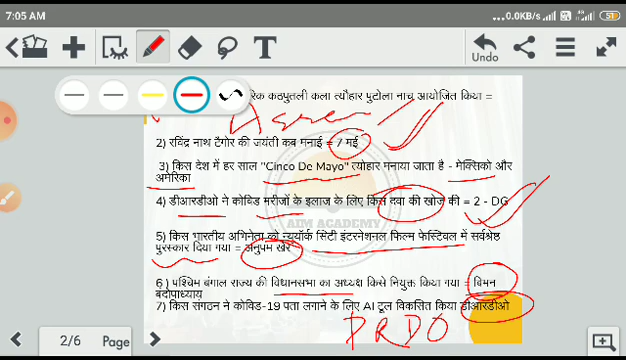 7:05 AM
...0.0KB/s 4G 51
T Undo
रिक कठपुतली कला त्यौहार पुटोला नाच आयोजित किया =
Assam
2) रविंद्र नाथ टैगोर की जयंती कब मनाई = 7 मई
3) किस देश में हर साल "Cinco De Mayo" त्योहार मनाया जाता है - मेक्सिको और
अमेरिका
4) डीआरडीओ ने कोविड मरीजों के इलाज के लिए किस दवा की खोज की = 2 - DG
AIM ACADEMY
5) किस भारतीय अभिनेता को न्यूयॉर्क सिटी इंटरनेशनल फिल्म फेस्टिवल में सर्वश्रेष्ठ
पुरस्कार दिया गया = अनुपम खेर
6) पश्चिम बंगाल राज्य की विधानसभा का अध्यक्ष किसे नियुक्त किया गया = बिमन
बंदोपाध्याय
7) किस संगठन ने कोविड-19 पता लगाने के लिए AI टूल विकसित किया डीआरडीओ
DRDO
2/6 Page